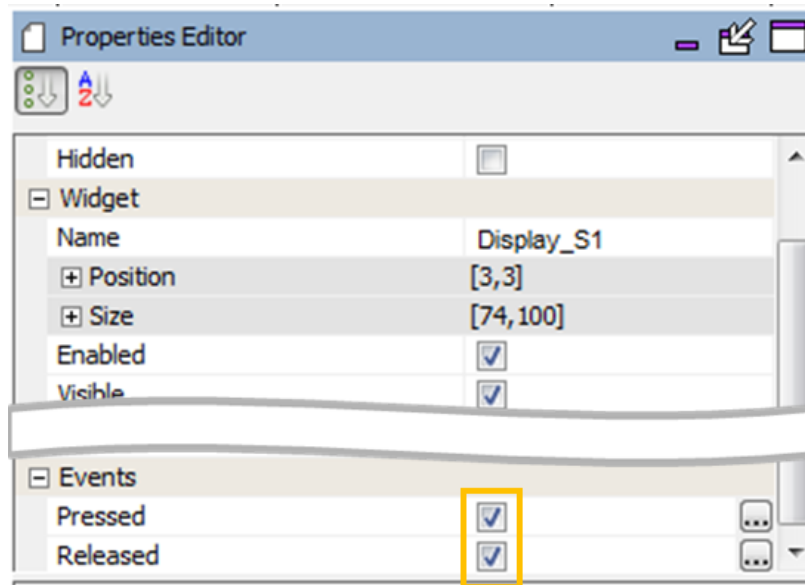 Properties Editor
A
Z
Hidden
Widget
Name Display_S1
Position [3,3]
Size [74,100]
Enabled
Visible
Events
Pressed ...
Released ...